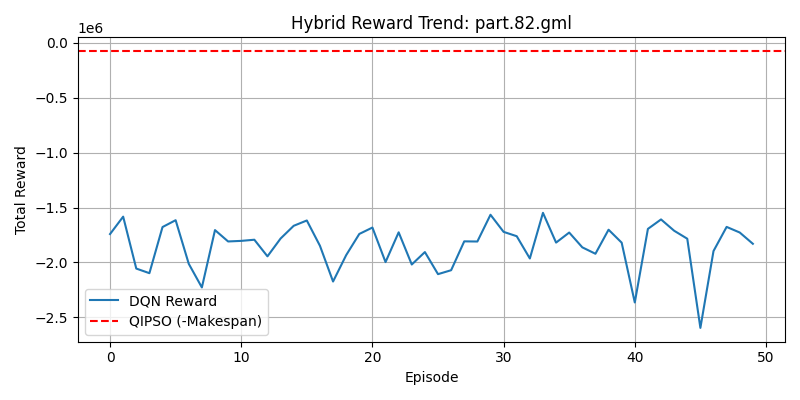 Hybrid Reward Trend: part.82.gml
1e6
0.0
−0.5
−1.0
−1.5
−2.0
−2.5
Total Reward
DQN Reward
QIPSO (-Makespan)
0
10
20
30
40
50
Episode